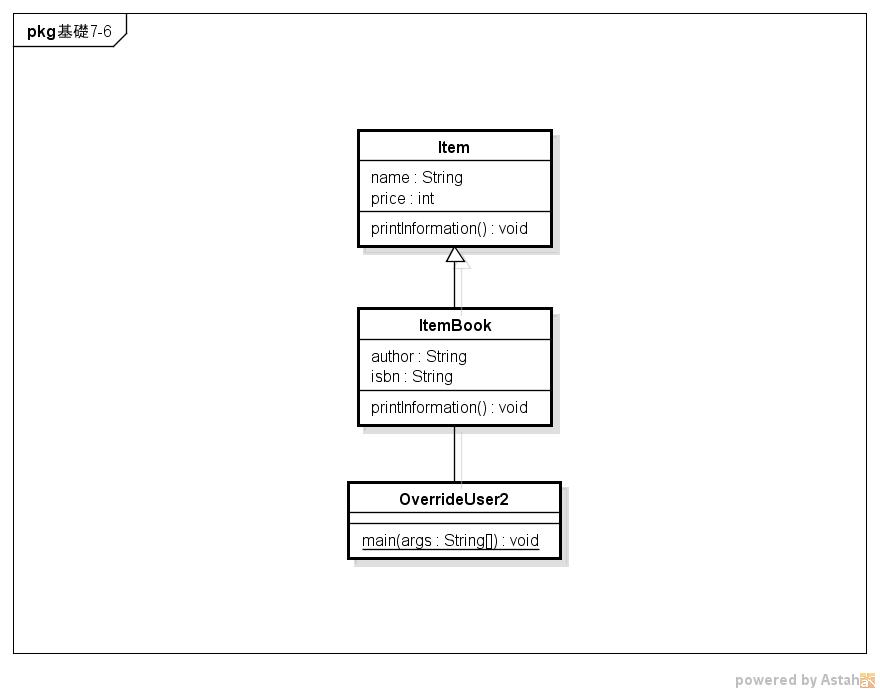 pkg基礎7-6
Item
name : String
price : int
printInformation() : void
ItemBook
author : String
isbn : String
printInformation() : void
OverrideUser2
main(args : String[]) : void
powered by Astah